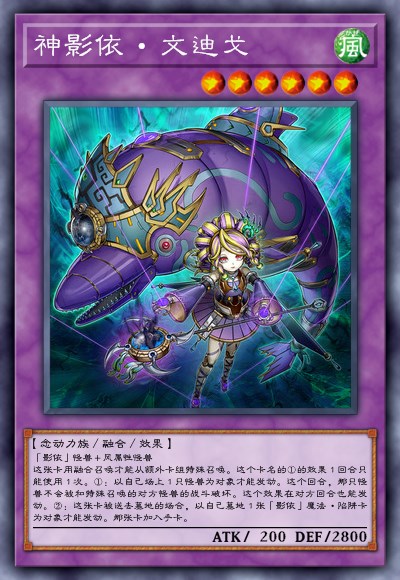 神影依·文迪戈
风
【念动力族/融合/效果】
「影依」怪兽+风属性怪兽
这张卡用融合召唤才能从额外卡组特殊召唤。这个卡名的①的效果1回合只
能使用1次。①:以自己场上1只怪兽为对象才能发动。这个回合,那只怪
兽不会被和特殊召唤的对方怪兽的战斗破坏。这个效果在对方回合也能发
动。②:这张卡被送去墓地的场合,以自己墓地1张「影依」魔法·陷阱卡
为对象才能发动。那张卡加入手卡。
ATK/ 200 DEF/2800